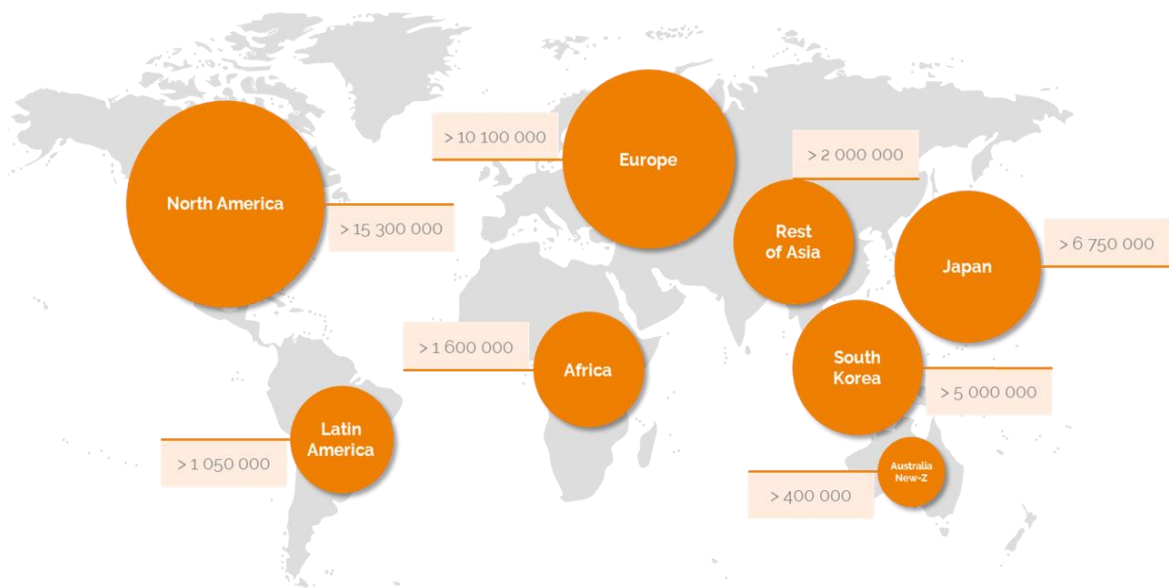 North America
> 15 300 000
> 10 100 000
Europe
> 2 000 000
Rest
of Asia
Japan
> 6 750 000
> 1 600 000
Africa
South
Korea
> 5 000 000
Latin
America
> 1 050 000
Australia
New-Z
> 400 000